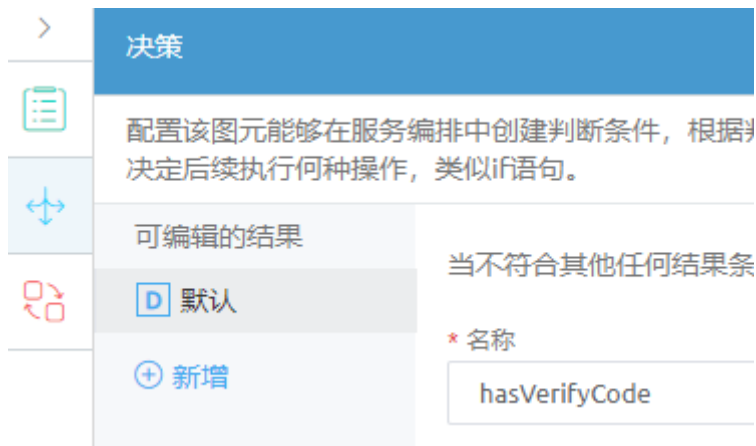 决策
配置该图元能够在服务编排中创建判断条件，根据
决定后续执行何种操作，类似if语句。
可编辑的结果
D 默认
新增
当不符合其他任何结果条
* 名称
hasVerifyCode